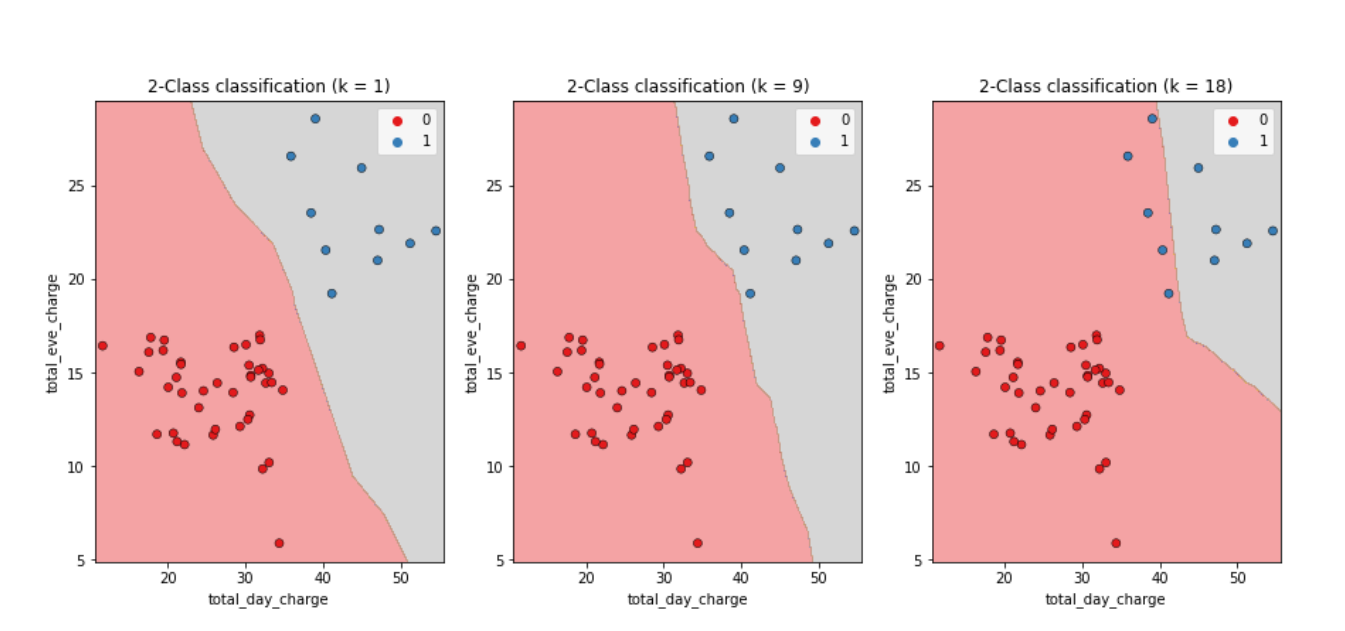 2-Class classification (k = 1)
0
1
total_eve_charge
25
20
15
10
5
20 30 40 50
total_day_charge
2-Class classification (k = 9)
0
1
total_eve_charge
25
20
15
10
5
20 30 40 50
total_day_charge
2-Class classification (k = 18)
0
1
total_eve_charge
25
20
15
10
5
20 30 40 50
total_day_charge